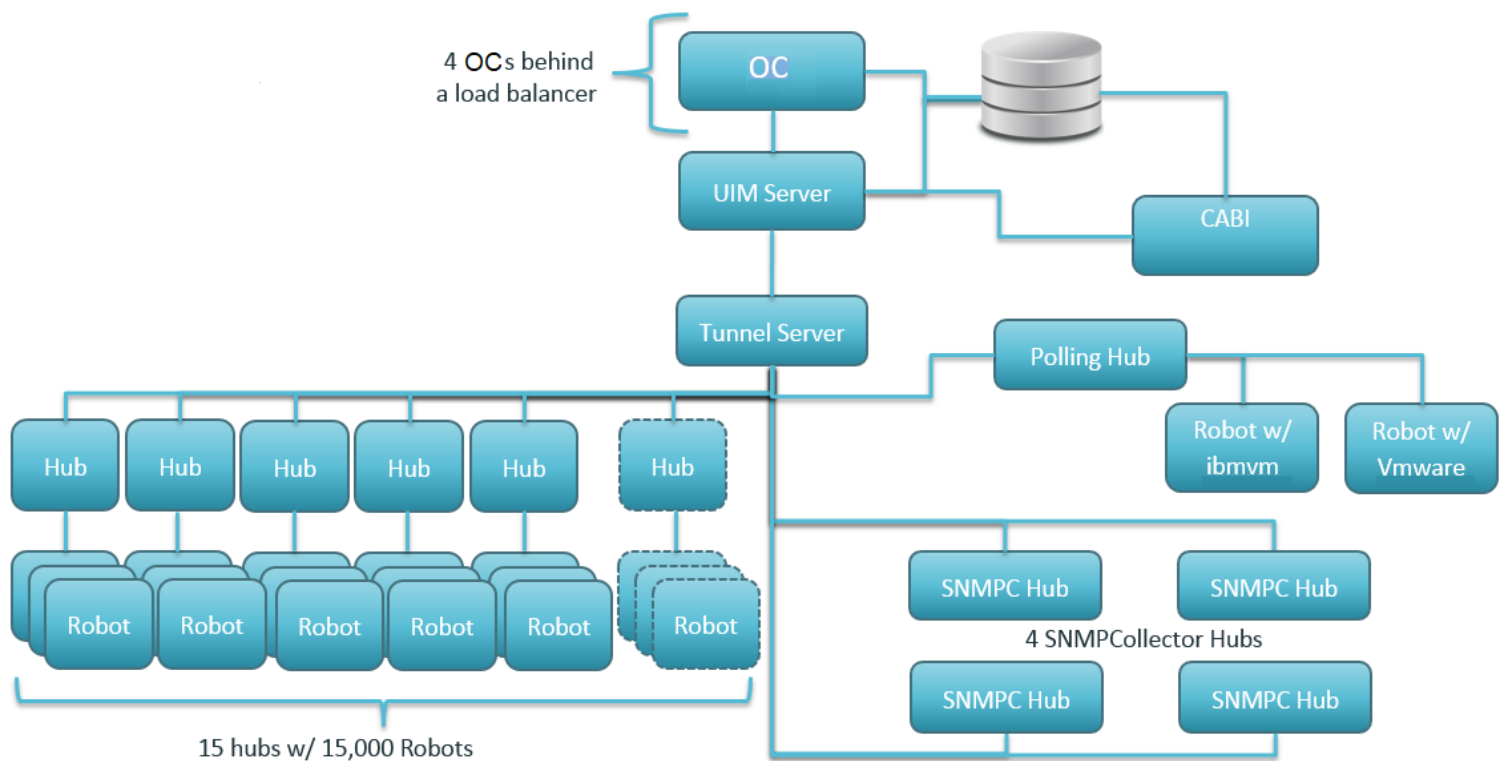 4 OCs behind
a load balancer
OC
UIM Server
CABI
Tunnel Server
Polling Hub
Robot w/
ibmvm
Robot w/
Vmware
Hub
Hub
Hub
Hub
Hub
Hub
Robot
Robot
Robot
Robot
Robot
Robot
15 hubs w/ 15,000 Robots
SNMPC Hub
SNMPC Hub
4 SNMPCollector Hubs
SNMPC Hub
SNMPC Hub